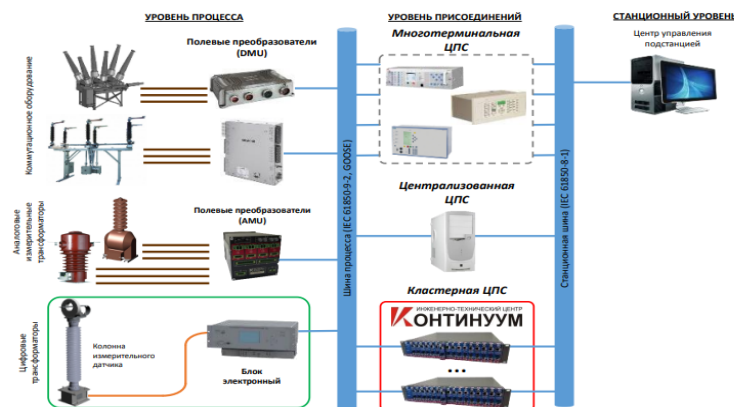 УРОВЕНЬ ПРОЦЕССА
УРОВЕНЬ ПРИСОЕДИНЕНИЙ
СТАНЦИОННЫЙ УРОВЕНЬ
Коммутационное оборудование
Полевые преобразователи
(DMU)
Аналоговые
измерительные
трансформаторы
Полевые преобразователи
(AMU)
Цифровые
трансформаторы
Колонна
измерительного
датчика
Блок
электронный
Шина процесса (IEC 61850-9-2, GOOSE)
Многотерминальная
ЦПС
Централизованная
ЦПС
Кластерная ЦПС
ИНЖЕНЕРНО-ТЕХНИЧЕСКИЙ ЦЕНТР
КОНТИНУУМ
...
Станционная шина (IEC 61850-8-1)
Центр управления
подстанцией